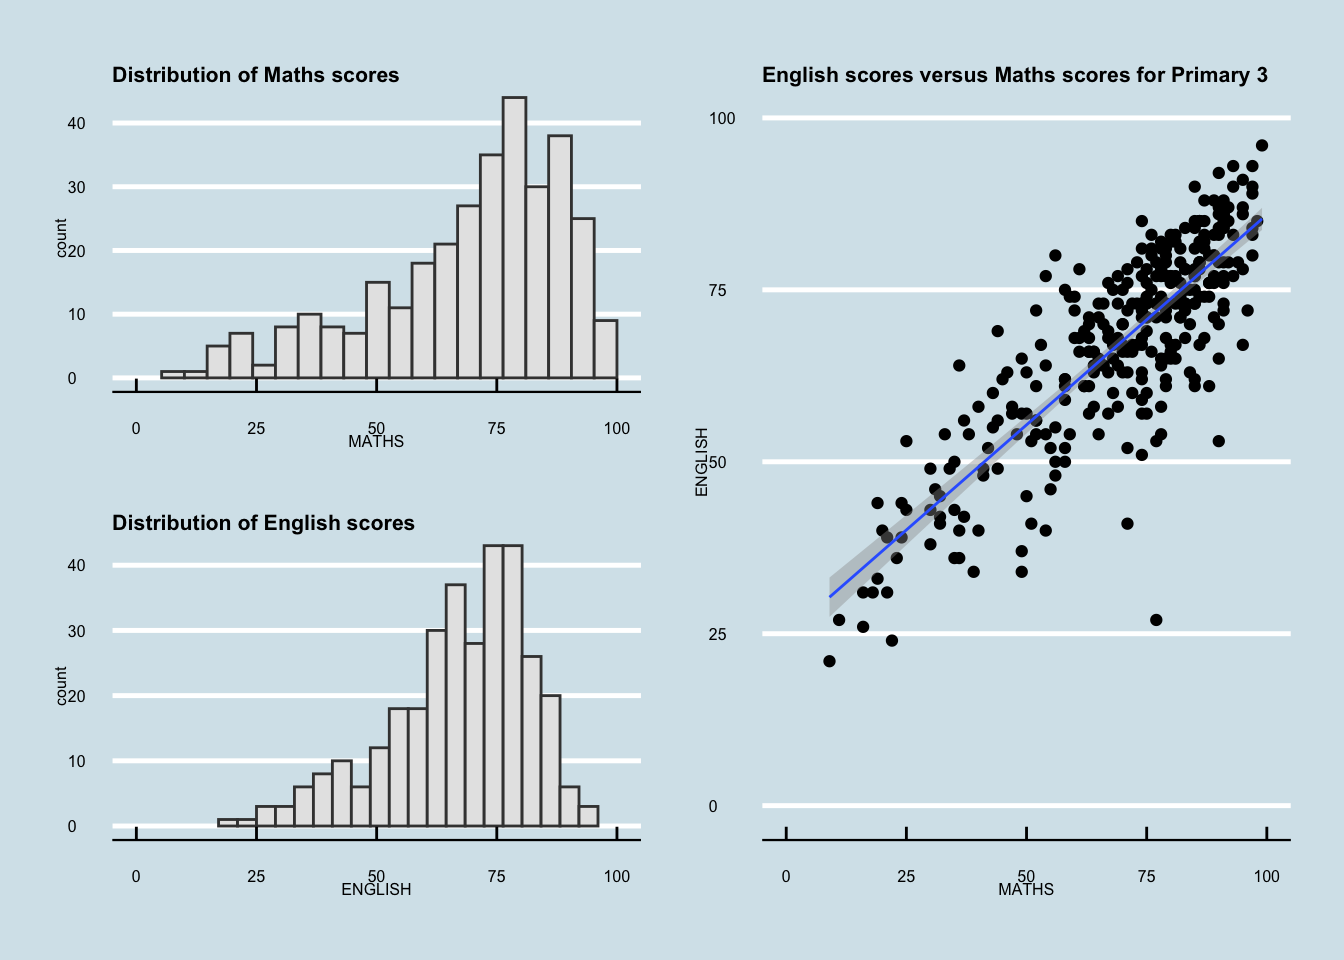 Distribution of Maths scores
40
30
20
10
0
count
0 25 50 75 100
MATHS
Distribution of English scores
40
30
20
10
0
count
0 25 50 75 100
ENGLISH
English scores versus Maths scores for Primary 3
100
75
50
25
0
ENGLISH
0 25 50 75 100
MATHS